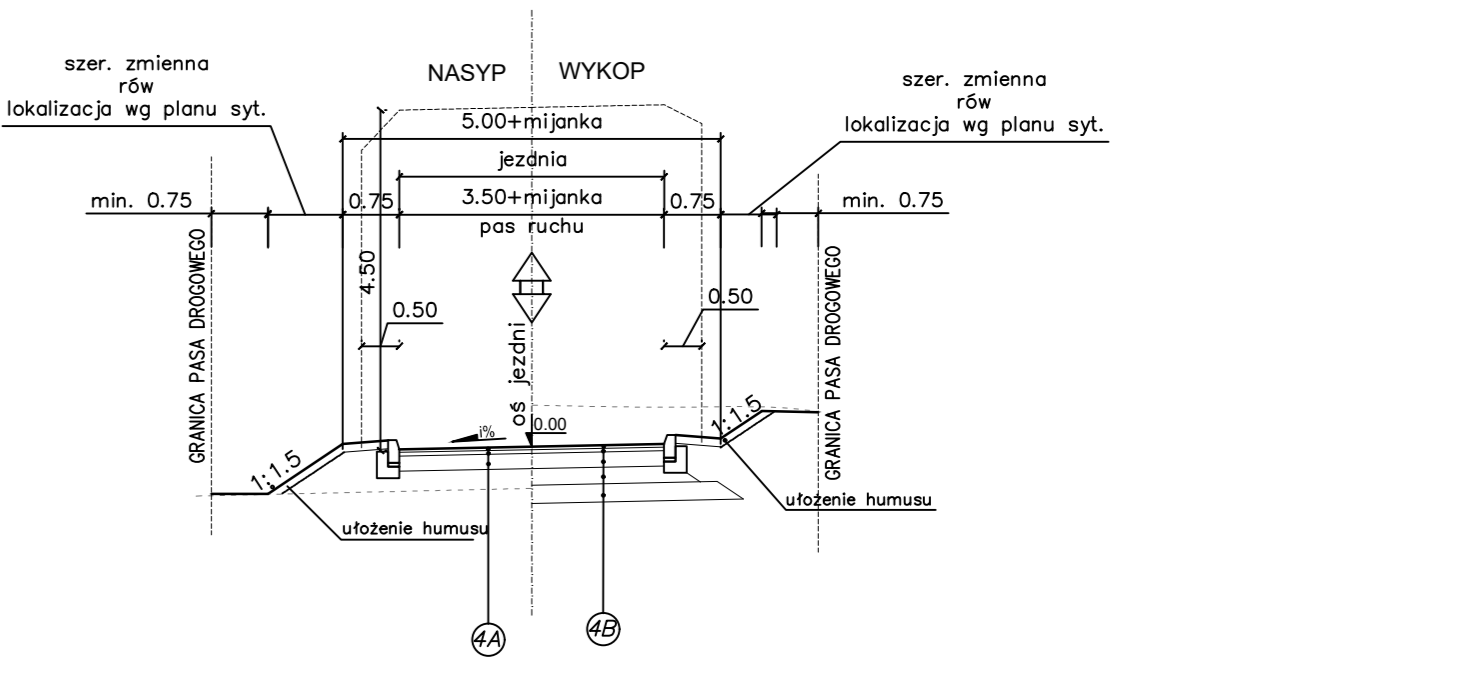 szer. zmienna
rów
lokalizacja wg planu syt.
NASYP
WYKOP
szer. zmienna
rów
lokalizacja wg planu syt.
5.00+mijanka
jezdnia
min. 0.75
0.75
3.50+mijanka
0.75
min. 0.75
pas ruchu
GRANICA PASA DROGOWEGO
4.50
0.50
0.50
oś jezdni
GRANICA PASA DROGOWEGO
i%
0.00
1:1.5
1:1.5
ułożenie humusu
ułożenie humusu
4A
4B